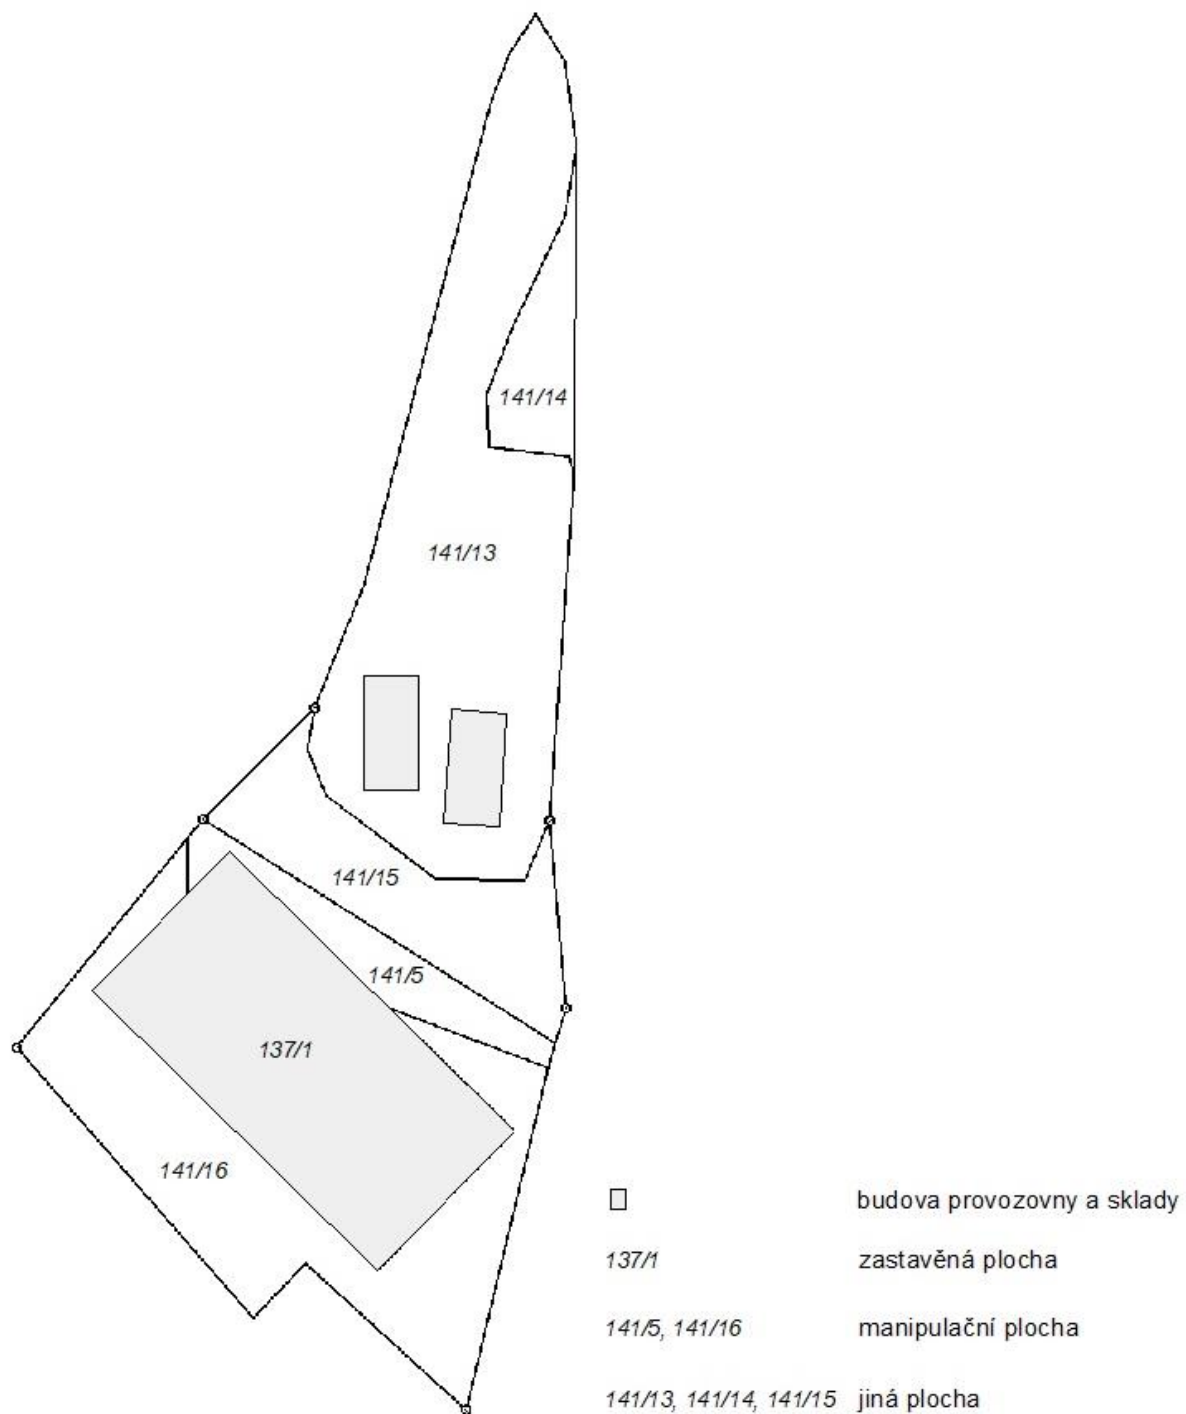 141/14
141/13
141/15
141/5
137/1
141/16
budova provozovny a sklady
137/1 zastavěná plocha
141/5, 141/16 manipulační plocha
141/13, 141/14, 141/15 jiná plocha